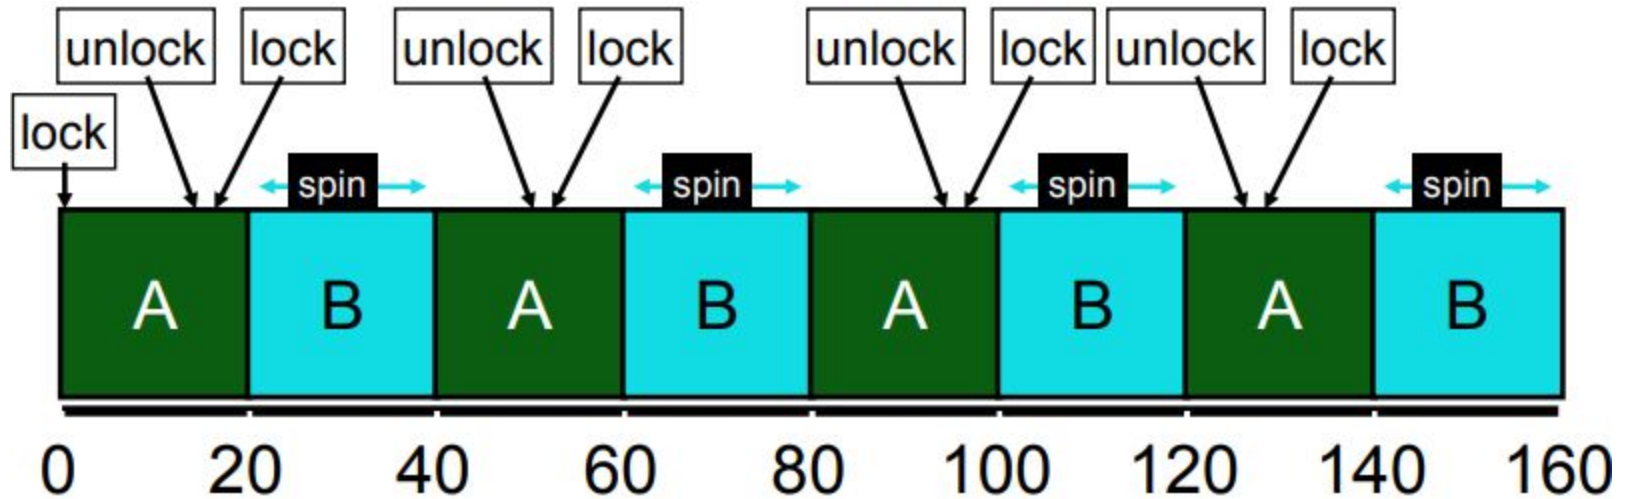 unlock lock unlock lock unlock lock unlock lock
lock
spin spin spin spin
A B A B A B A B
0 20 40 60 80 100 120 140 160